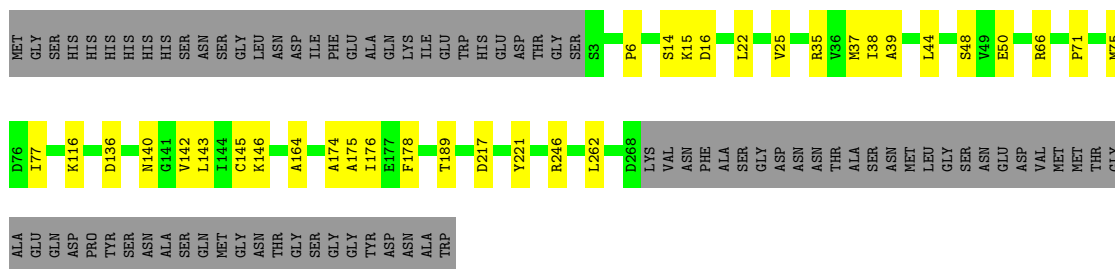 MET GLY SER HIS HIS HIS HIS HIS HIS SER ASN SER GLY LEU ASN ASP ILE PHE GLU ALA GLN LYS ILE GLU TRP HIS GLU ASP THR GLY SER S3 P6 S14 K15 D16 L22 V25 R35 V36 M37 I38 A39 L44 S48 V49 E50 R66 P71 M75
D76 I77 K116 D136 N140 G141 V142 L143 I144 C145 K146 A164 A174 A175 I176 E177 F178 T189 D217 Y221 R246 L262 D268 LYS VAL ASN PHE ALA SER GLY ASP ASN ASN THR ALA SER ASN MET LEU GLY SER ASN GLU ASP VAL MET MET THR GLY
ALA GLU GLN ASP PRO TYR SER ASN ALA SER GLN MET GLY ASN THR GLY SER GLY GLY TYR ASP ASN ALA TRP